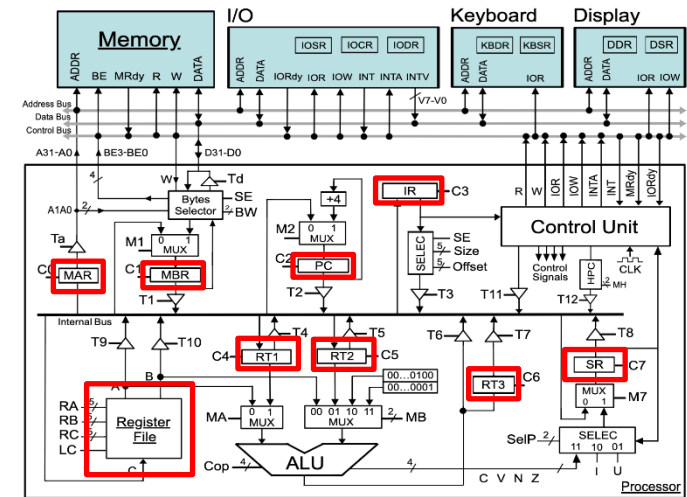 I/O Keyboard Display
Memory
IOSR IOCR IODR KBDR KBSR DDR DSR
ADDR BE MRdy R W DATA ADDR DATA IORdy IOR IOW INT INTA INTV ADDR DATA IOR ADDR DATA IOR IOW
Address Bus
Data Bus
Control Bus
V7-V0
A31-A0 BE3-BE0 D31-D0
4 W Td
R W IOR IOW INTA INT MRdy IORdy
Bytes Selector SE
A1A0 2 2 BW
+4 IR C3
Ta M1 0 1 MUX M2 0 1 MUX
SELEC SE
5 Size
5 Offset
Control Unit
C0 MAR C1 MBR C2 PC
Control Signals HPC 2 MH CLK
T1 T2 T3 T11 T12
Internal Bus
T9 T10 T4 T5 T6 T7 T8
C4 RT1 RT2 C5
A B 00...0100
00...0001
RT3 C6 SR C7
RA 5
RB 5
RC 5
LC
Register File
C
MA 0 1 MUX 00 01 10 11 MUX 2 MB
MUX 0 1 M7
SelP 2 SELEC 11 10 01
Cop 4 ALU 4 C V N Z I U
Processor